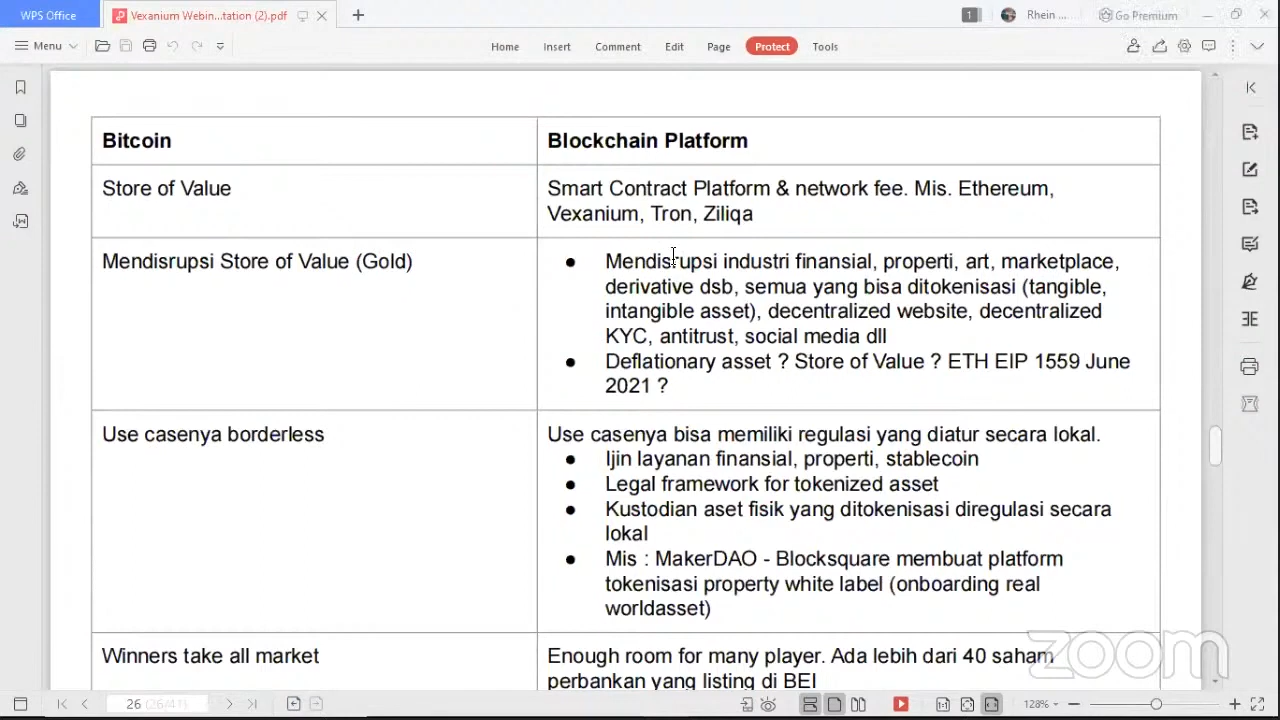 WPS Office
Vexanium Webin...tation (2).pdf
1
Rhein ...
Go Premium
Menu
Home
Insert
Comment
Edit
Page
Protect
Tools
Bitcoin
Blockchain Platform
Store of Value
Smart Contract Platform & network fee. Mis. Ethereum,
Vexanium, Tron, Ziliqa
Mendisrupsi Store of Value (Gold)
● Mendisrupsi industri finansial, properti, art, marketplace,
derivative dsb, semua yang bisa ditokenisasi (tangible,
intangible asset), decentralized website, decentralized
KYC, antitrust, social media dll
● Deflationary asset ? Store of Value ? ETH EIP 1559 June
2021 ?
Use casenya borderless
Use casenya bisa memiliki regulasi yang diatur secara lokal.
● Ijin layanan finansial, properti, stablecoin
● Legal framework for tokenized asset
● Kustodian aset fisik yang ditokenisasi diregulasi secara
lokal
● Mis : MakerDAO - Blocksquare membuat platform
tokenisasi property white label (onboarding real
worldasset)
Winners take all market
Enough room for many player. Ada lebih dari 40 saham
perbankan yang listing di BEI
zoom
26 (26/41)
128%